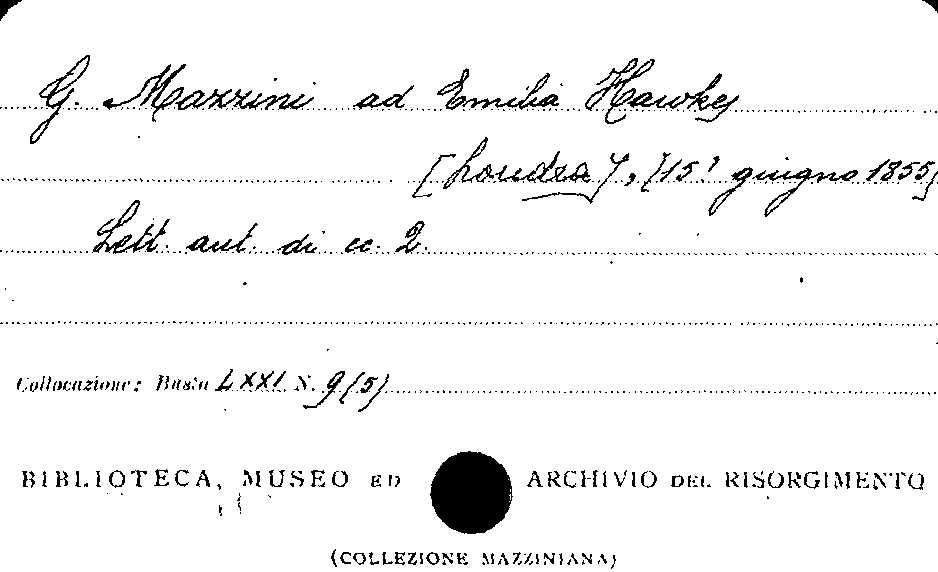 G. Mazzini ad Emilia Hawkes
[Londra], [15? giugno 1855]
Lett. aut. di cc. 2.
Collocazione: Busta LXXI N. 9(5)
BIBLIOTECA, MUSEO ED ARCHIVIO DEL RISORGIMENTO
(COLLEZIONE MAZZINIANA)